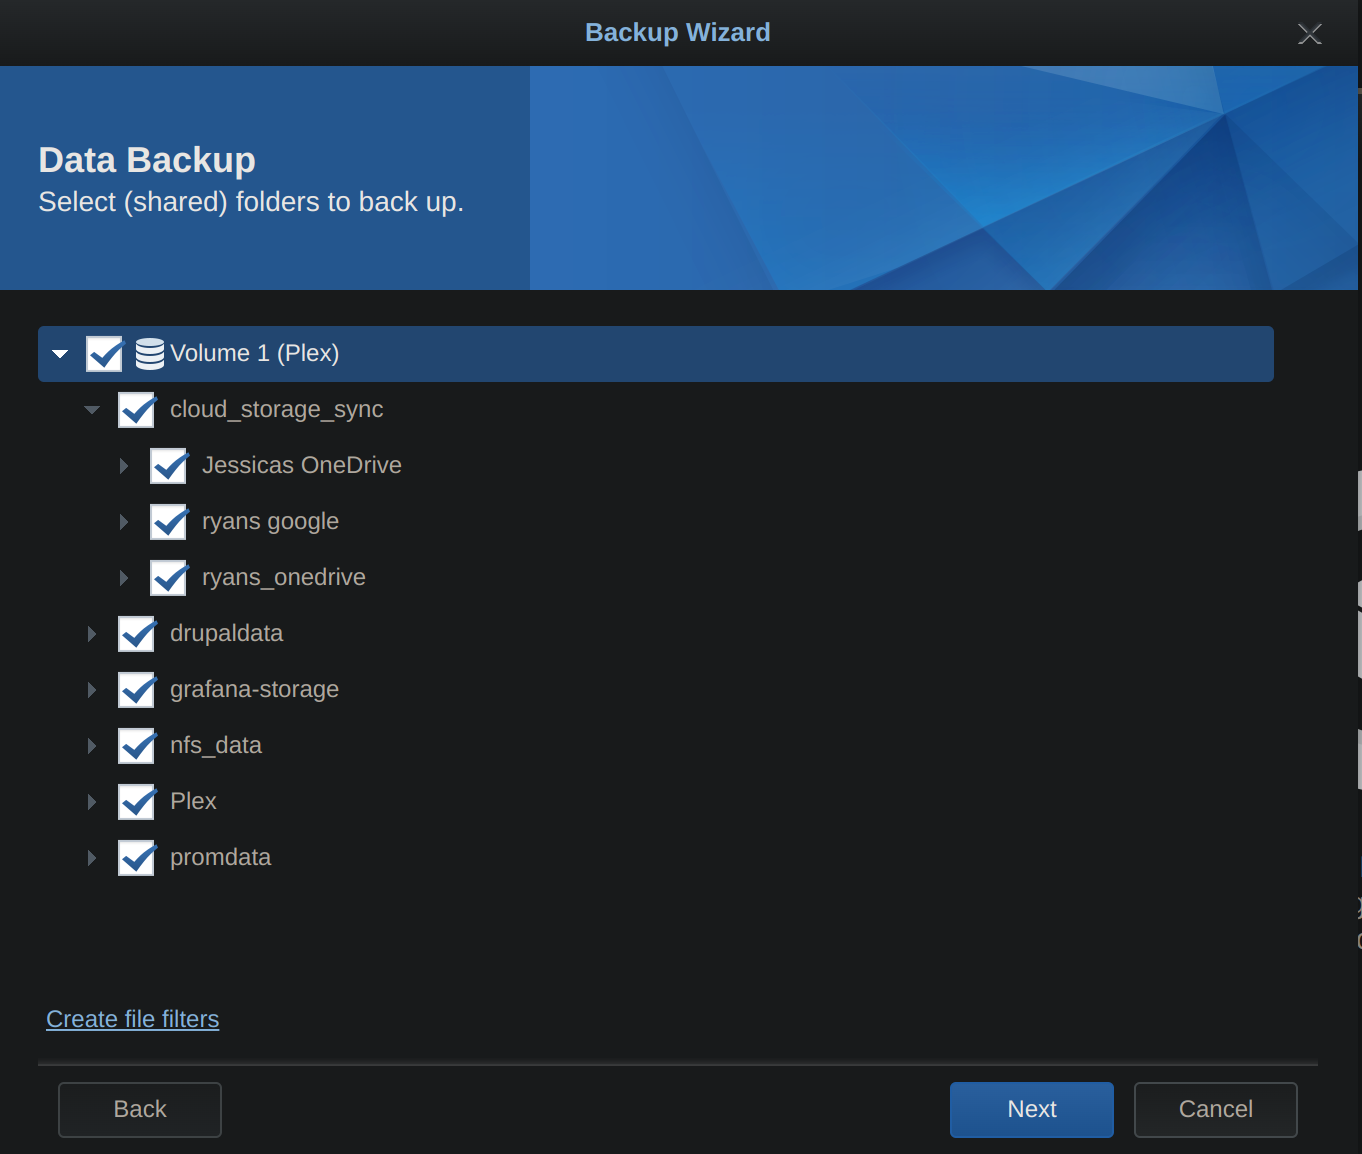 Backup Wizard
Data Backup
Select (shared) folders to back up.
Volume 1 (Plex)
cloud_storage_sync
Jessicas OneDrive
ryans google
ryans_onedrive
drupaldata
grafana-storage
nfs_data
Plex
promdata
Create file filters
Back
Next
Cancel